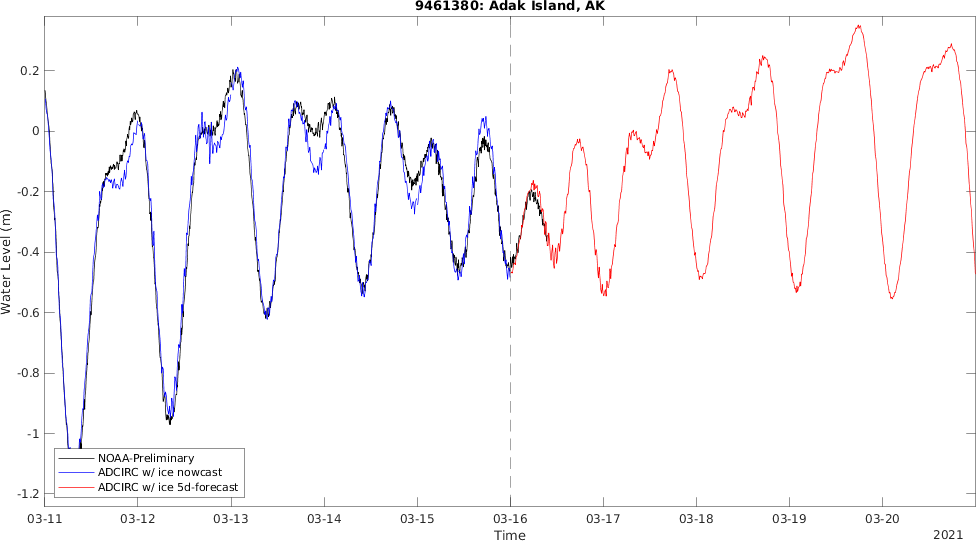 9461380: Adak Island, AK
Water Level (m)
0.2
0
-0.2
-0.4
-0.6
-0.8
-1
-1.2
NOAA-Preliminary
ADCIRC w/ ice nowcast
ADCIRC w/ ice 5d-forecast
03-11 03-12 03-13 03-14 03-15 03-16 03-17 03-18 03-19 03-20
Time
2021